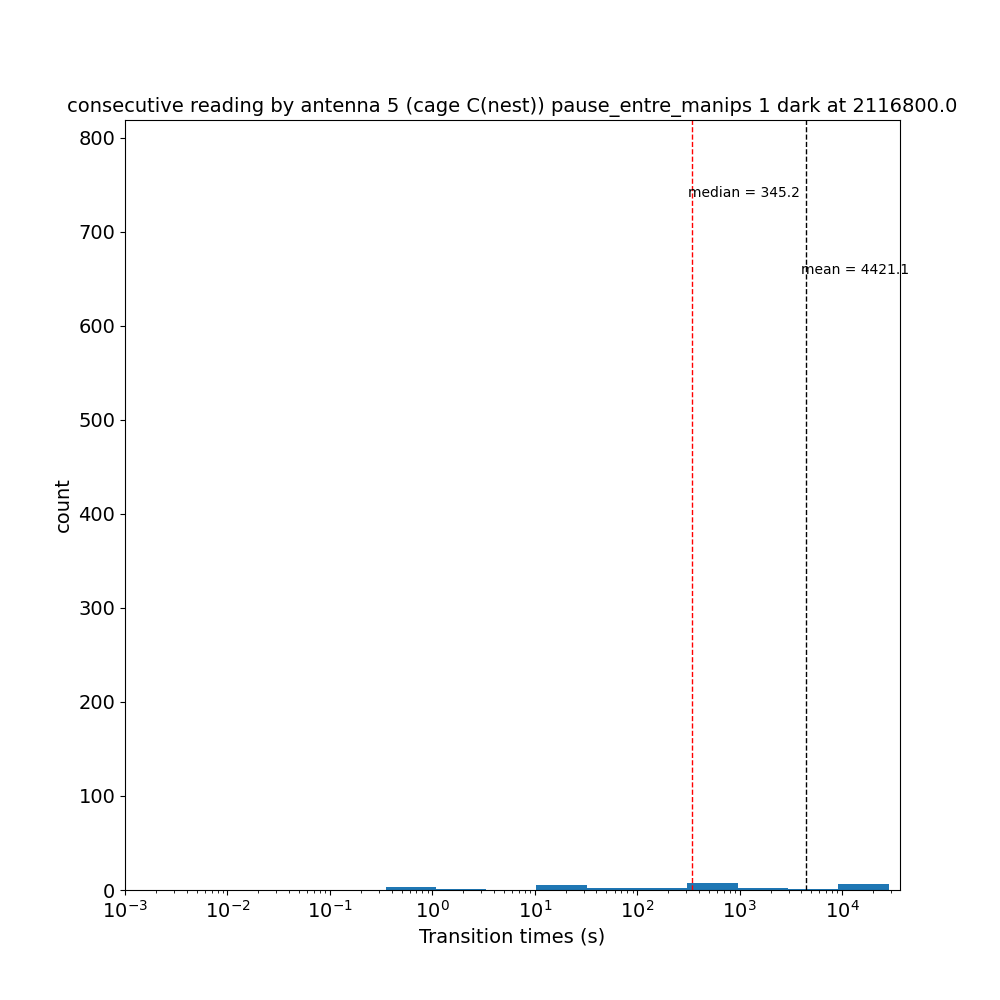 consecutive reading by antenna 5 (cage C(nest)) pause_entre_manips 1 dark at 2116800.0
800
700
600
500
400
300
200
100
0
count
median = 345.2
mean = 4421.1
10⁻³ 10⁻² 10⁻¹ 10⁰ 10¹ 10² 10³ 10⁴
Transition times (s)